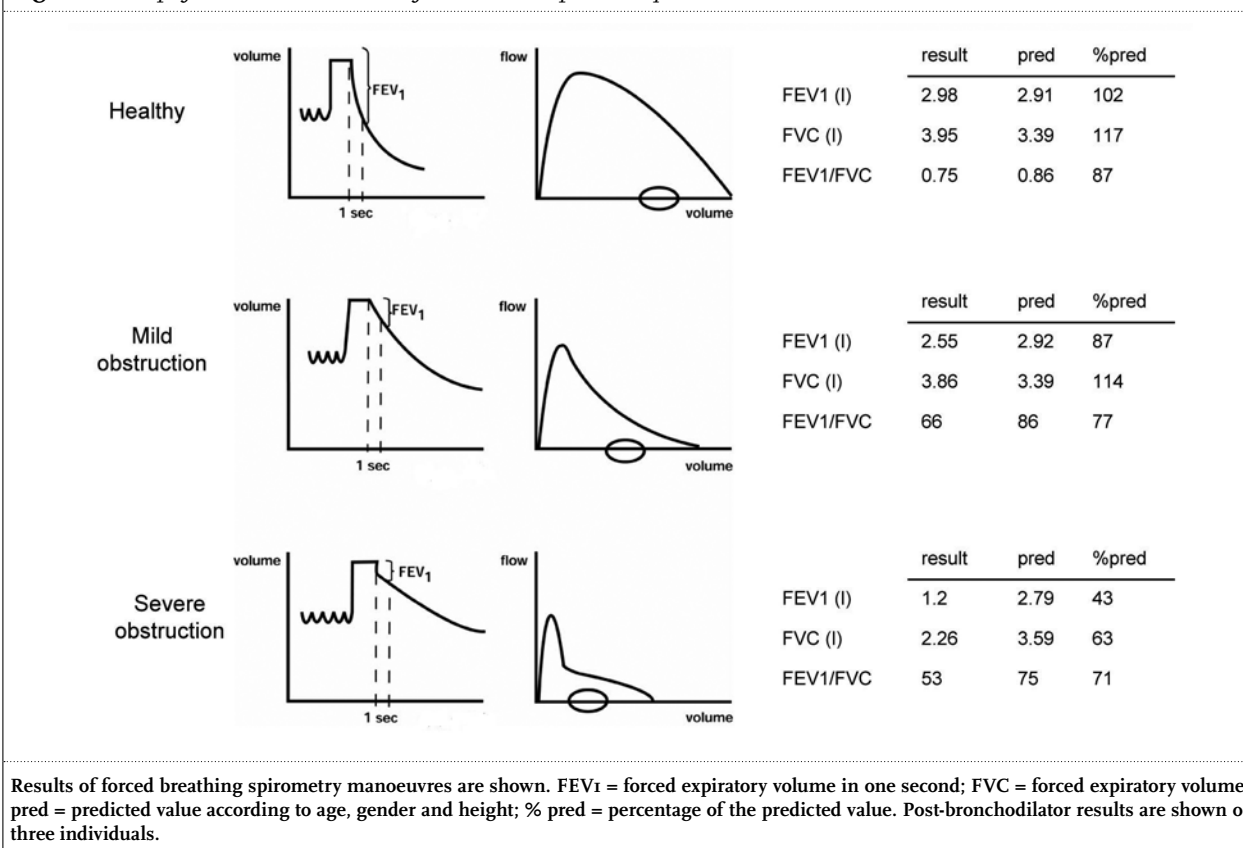 volume
FEV1
1 sec
flow
volume
Healthy
result pred %pred
FEV1 (l) 2.98 2.91 102
FVC (l) 3.95 3.39 117
FEV1/FVC 0.75 0.86 87
volume
FEV1
1 sec
flow
volume
Mild
obstruction
result pred %pred
FEV1 (l) 2.55 2.92 87
FVC (l) 3.86 3.39 114
FEV1/FVC 66 86 77
volume
FEV1
1 sec
flow
volume
Severe
obstruction
result pred %pred
FEV1 (l) 1.2 2.79 43
FVC (l) 2.26 3.59 63
FEV1/FVC 53 75 71
Results of forced breathing spirometry manoeuvres are shown. FEV1 = forced expiratory volume in one second; FVC = forced expiratory volume
pred = predicted value according to age, gender and height; % pred = percentage of the predicted value. Post-bronchodilator results are shown o
three individuals.